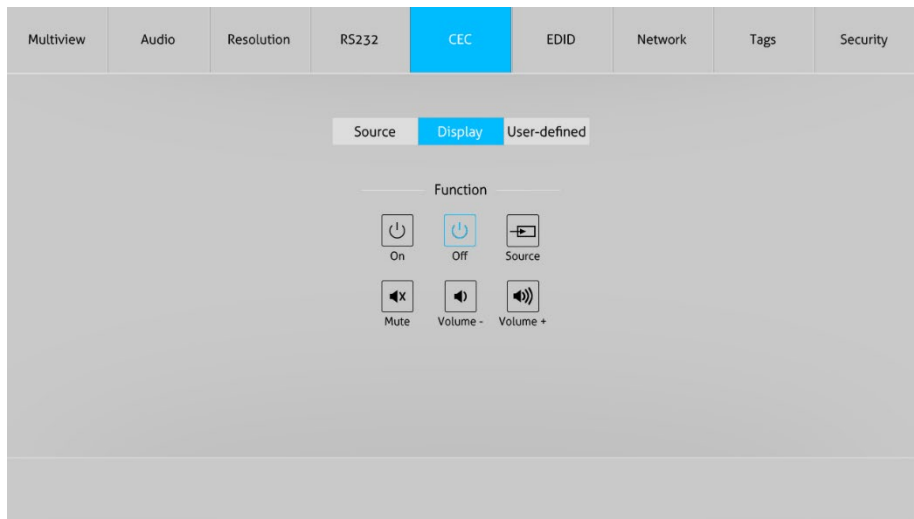 Multiview Audio Resolution RS232 CEC EDID Network Tags Security
Source Display User-defined
Function
On Off Source
Mute Volume - Volume +